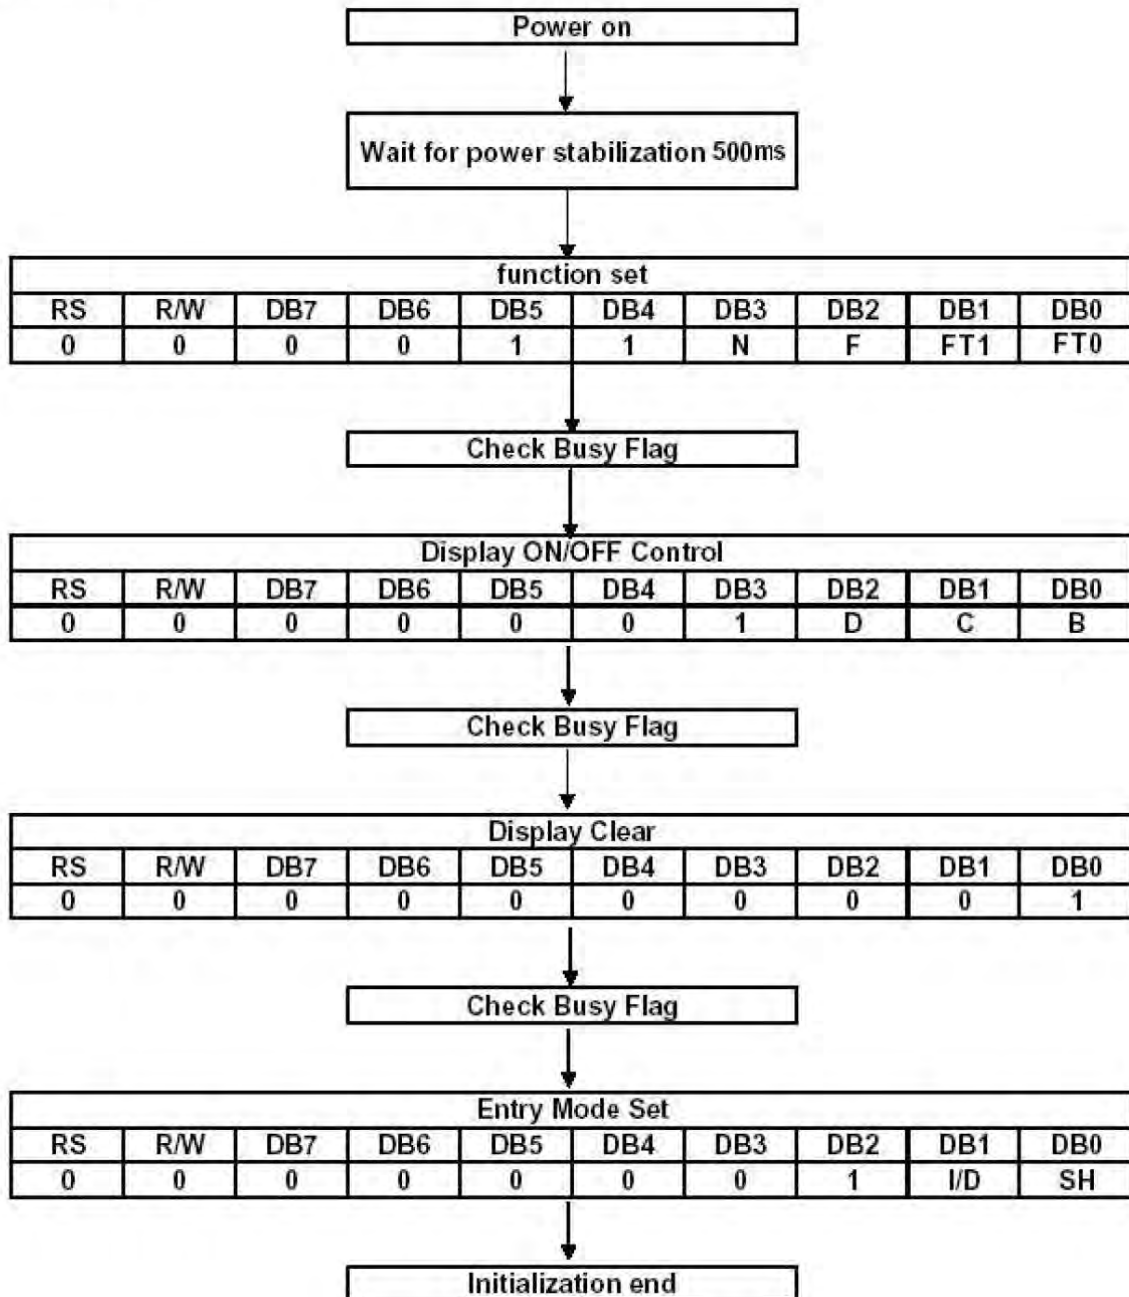 Power on
Wait for power stabilization 500ms
function set
RS R/W DB7 DB6 DB5 DB4 DB3 DB2 DB1 DB0
0 0 0 0 1 1 N F FT1 FT0
Check Busy Flag
Display ON/OFF Control
RS R/W DB7 DB6 DB5 DB4 DB3 DB2 DB1 DB0
0 0 0 0 0 0 1 D C B
Check Busy Flag
Display Clear
RS R/W DB7 DB6 DB5 DB4 DB3 DB2 DB1 DB0
0 0 0 0 0 0 0 0 0 1
Check Busy Flag
Entry Mode Set
RS R/W DB7 DB6 DB5 DB4 DB3 DB2 DB1 DB0
0 0 0 0 0 0 0 1 I/D SH
Initialization end